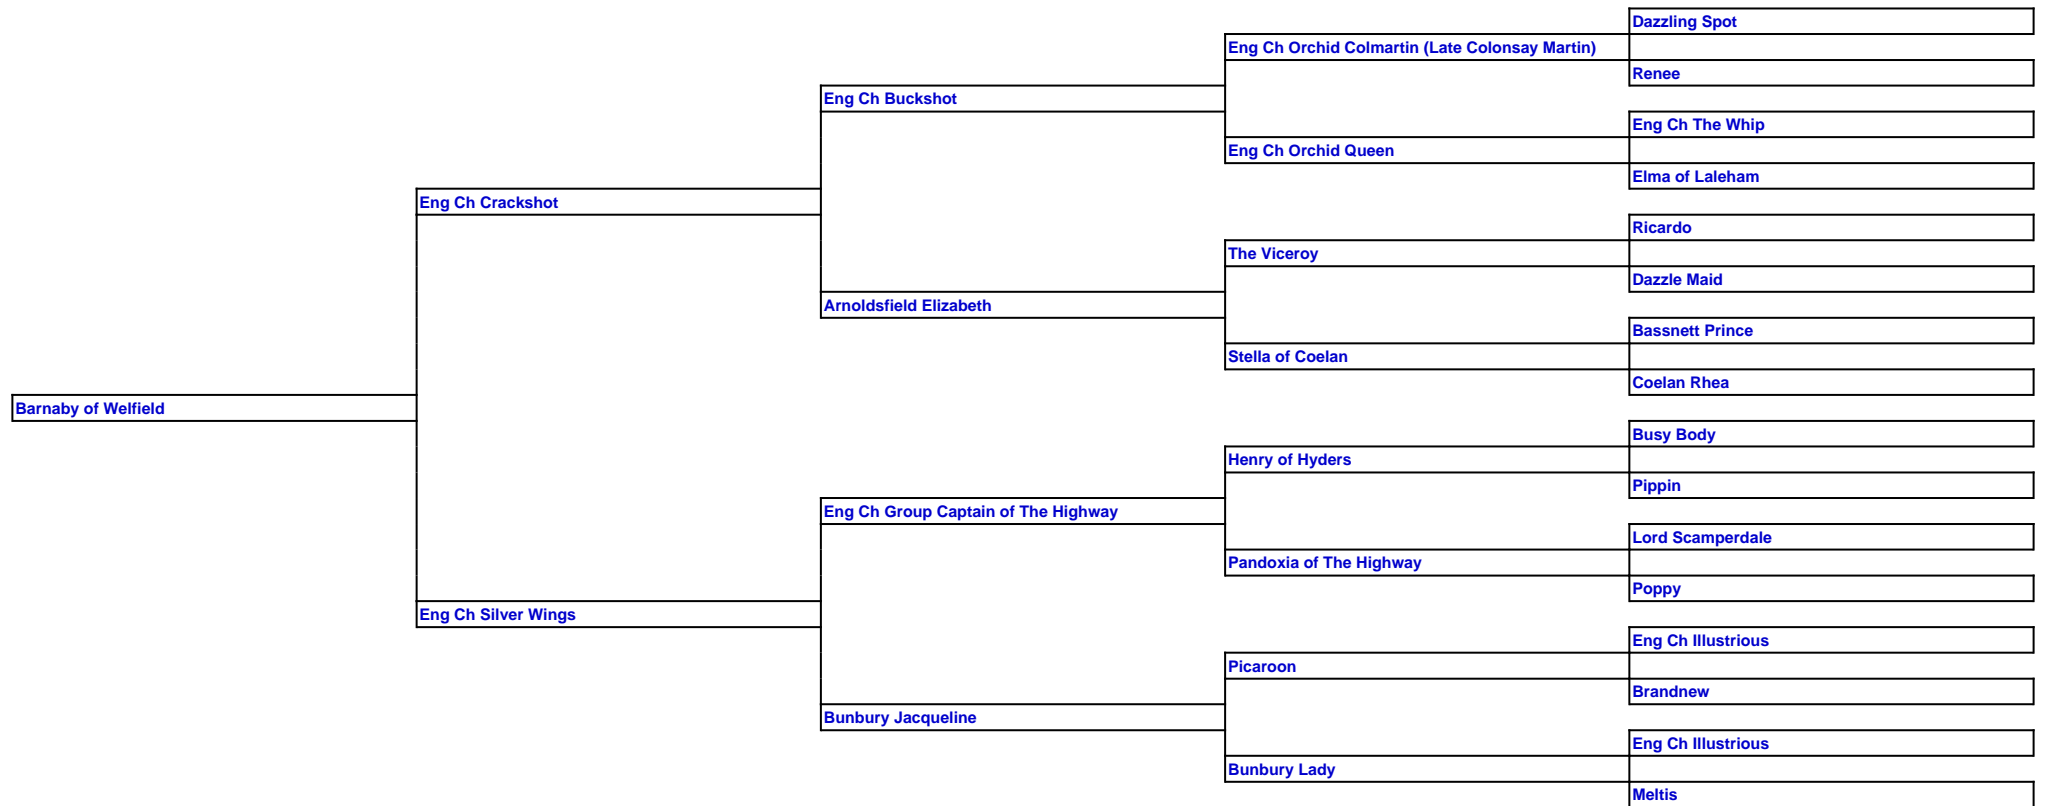 Dazzling Spot
Eng Ch Orchid Colmartin (Late Colonsay Martin)
Renee
Eng Ch Buckshot
Eng Ch The Whip
Eng Ch Orchid Queen
Elma of Laleham
Eng Ch Crackshot
Ricardo
The Viceroy
Dazzle Maid
Arnoldsfield Elizabeth
Bassnett Prince
Stella of Coelan
Coelan Rhea
Barnaby of Welfield
Busy Body
Henry of Hyders
Pippin
Eng Ch Group Captain of The Highway
Lord Scamperdale
Pandoxia of The Highway
Poppy
Eng Ch Silver Wings
Eng Ch Illustrious
Picaroon
Brandnew
Bunbury Jacqueline
Eng Ch Illustrious
Bunbury Lady
Meltis